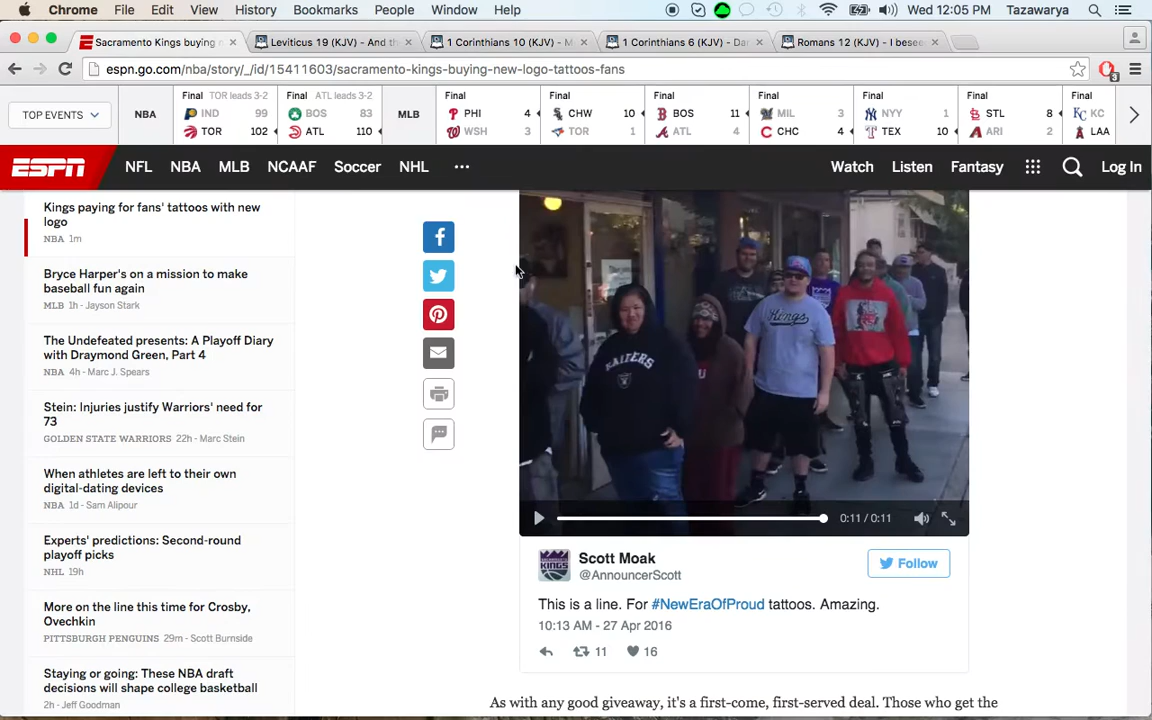 Chrome File Edit View History Bookmarks People Window Help Wed 12:05 PM Tazawarya
Sacramento Kings buying n Leviticus 19 (KJV) - And th 1 Corinthians 10 (KJV) - M 1 Corinthians 6 (KJV) - Da Romans 12 (KJV) - I besee
espn.go.com/nba/story/_/id/15411603/sacramento-kings-buying-new-logo-tattoos-fans 3
TOP EVENTS
NBA
Final TOR leads 3-2
IND 99
TOR 102
Final ATL leads 3-2
BOS 83
ATL 110
MLB
Final
PHI 4
WSH 3
Final
CHW 10
TOR 1
Final
BOS 11
ATL 4
Final
MIL 3
CHC 4
Final
NYY 1
TEX 10
Final
STL 8
ARI 2
Final
KC
LAA
ESPN NFL NBA MLB NCAAF Soccer NHL Watch Listen Fantasy Log In
Kings paying for fans' tattoos with new
logo
NBA 1m
Bryce Harper's on a mission to make
baseball fun again
MLB 1h - Jayson Stark
The Undefeated presents: A Playoff Diary
with Draymond Green, Part 4
NBA 4h - Marc J. Spears
Stein: Injuries justify Warriors' need for
73
GOLDEN STATE WARRIORS 22h - Marc Stein
When athletes are left to their own
digital-dating devices
NBA 1d - Sam Alipour
Experts' predictions: Second-round
playoff picks
NHL 19h
More on the line this time for Crosby,
Ovechkin
PITTSBURGH PENGUINS 29m - Scott Burnside
Staying or going: These NBA draft
decisions will shape college basketball
2h - Jeff Goodman
RAIDERS
Kings
0:11 / 0:11
KINGS
Scott Moak
@AnnouncerScott
Follow
This is a line. For #NewEraOfProud tattoos. Amazing.
10:13 AM - 27 Apr 2016
11 16
As with any good giveaway, it's a first-come, first-served deal. Those who get the